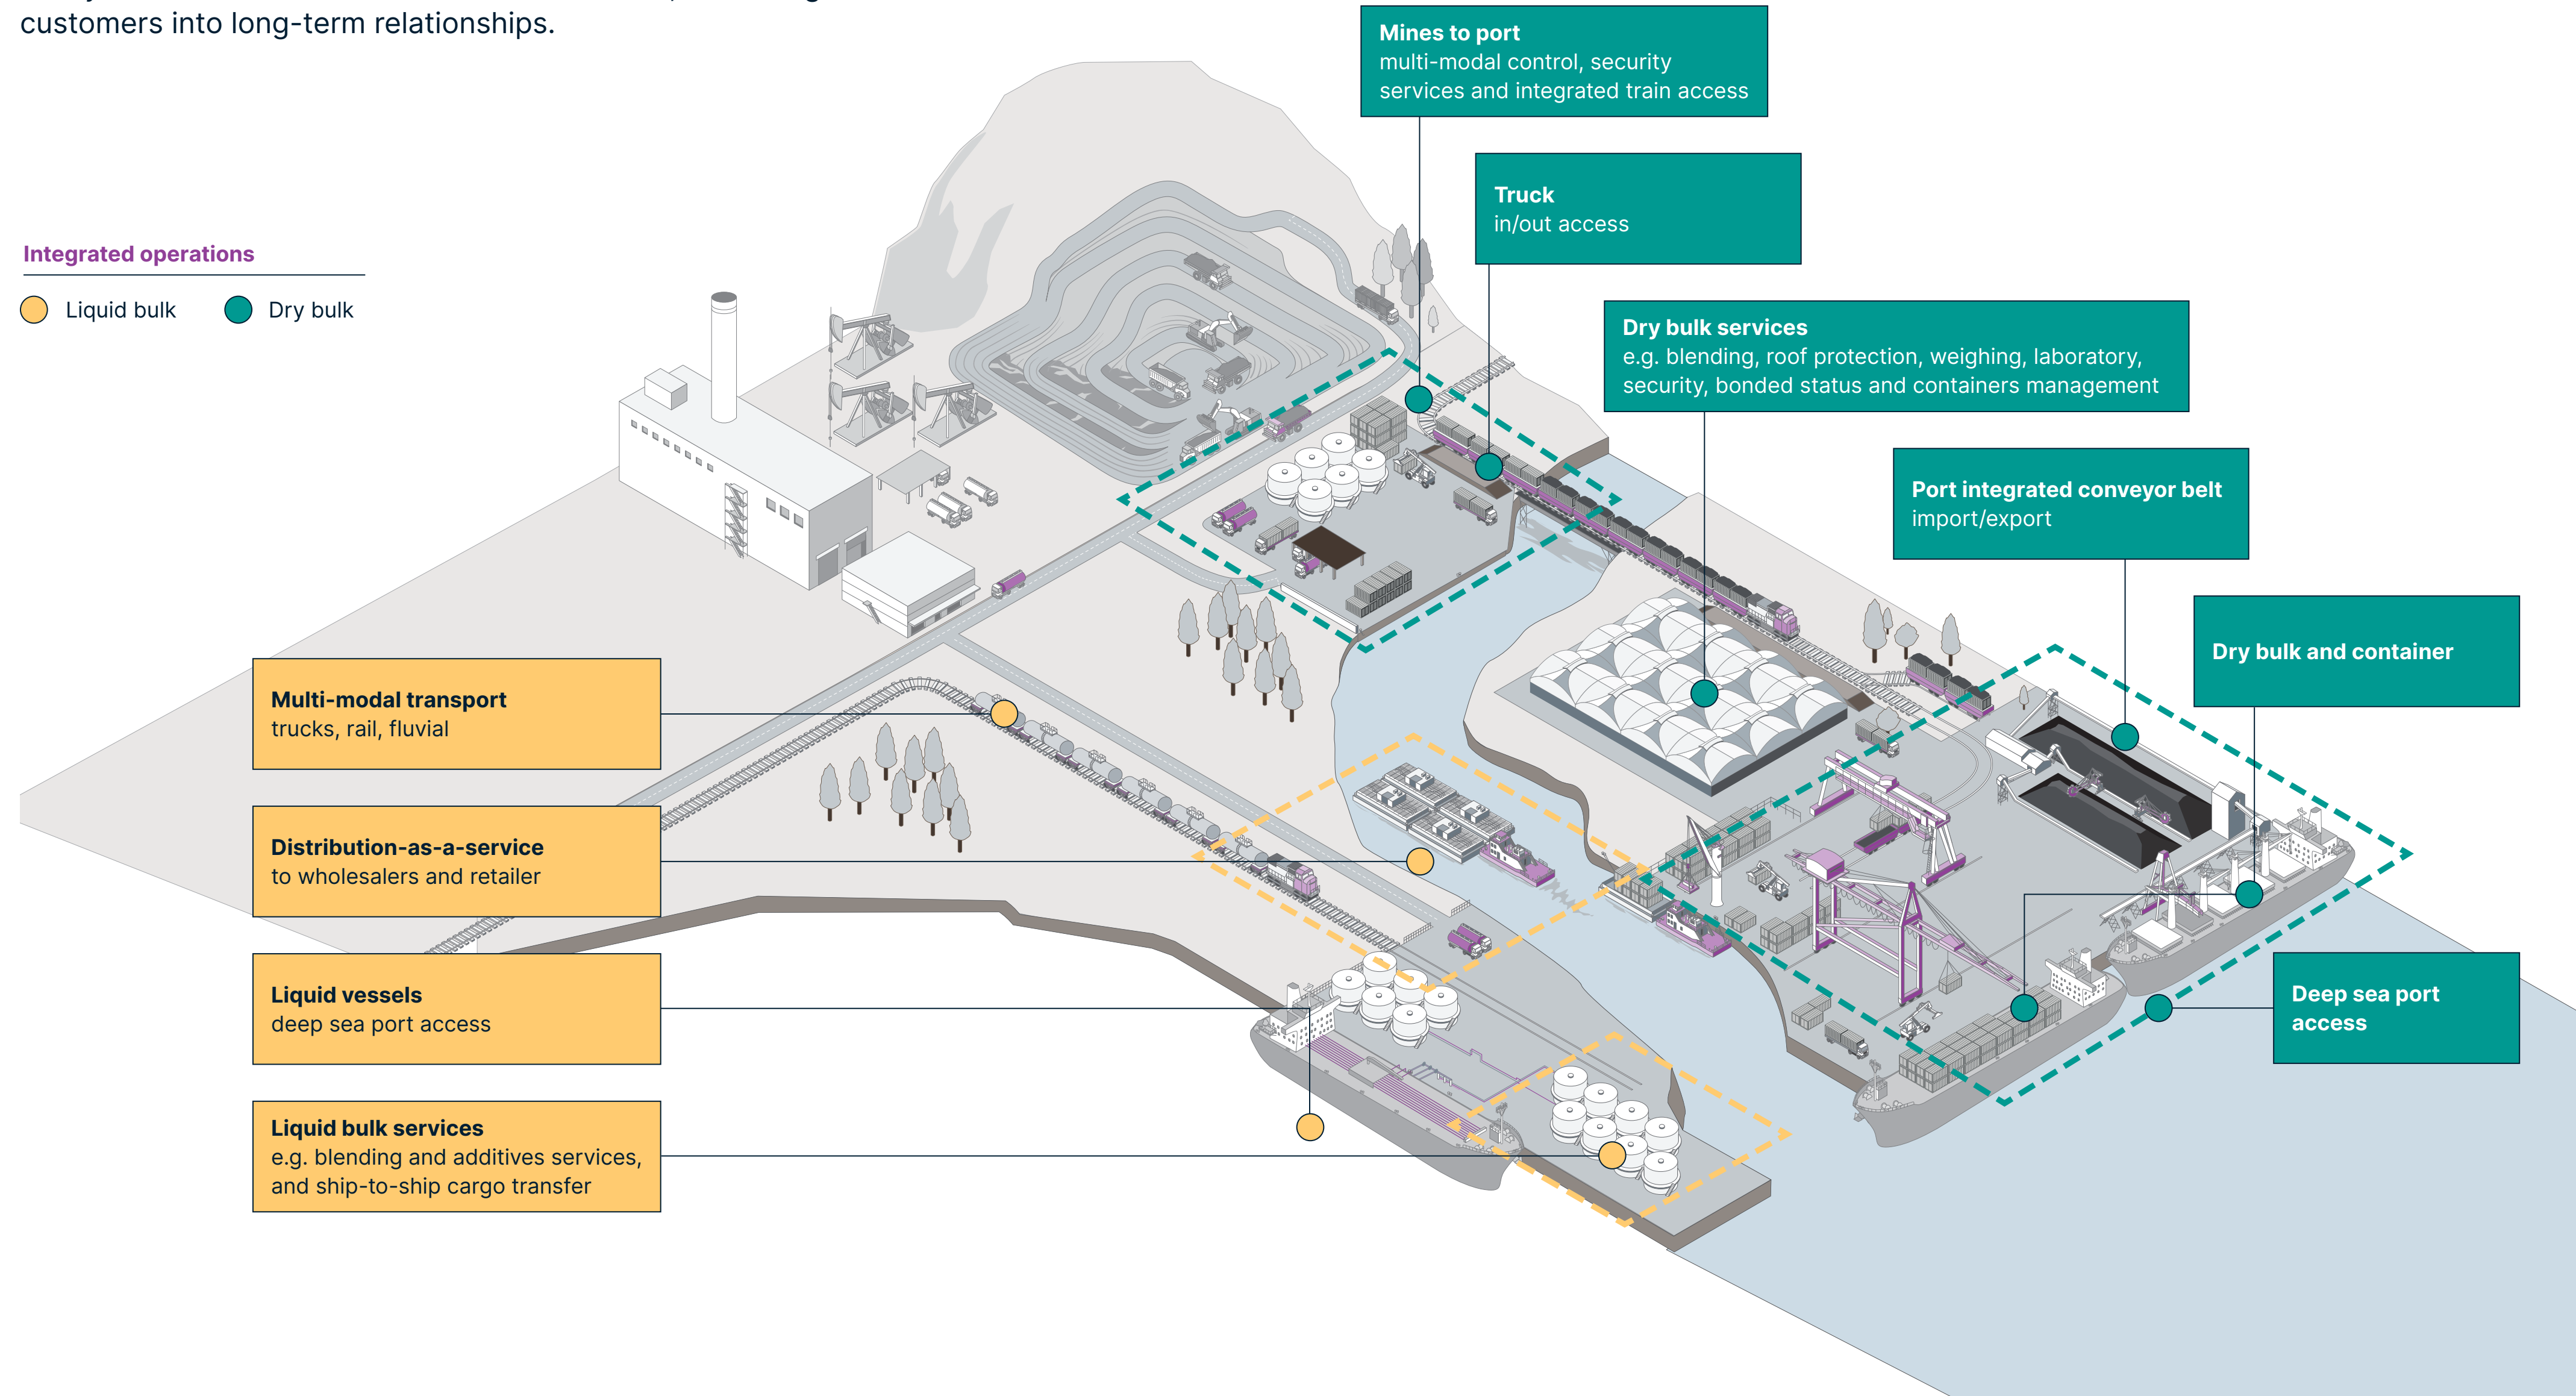 customers into long-term relationships.
Integrated operations
Liquid bulk
Dry bulk
Mines to port
multi-modal control, security
services and integrated train access
Truck
in/out access
Dry bulk services
e.g. blending, roof protection, weighing, laboratory,
security, bonded status and containers management
Port integrated conveyor belt
import/export
Dry bulk and container
Deep sea port
access
Multi-modal transport
trucks, rail, fluvial
Distribution-as-a-service
to wholesalers and retailer
Liquid vessels
deep sea port access
Liquid bulk services
e.g. blending and additives services,
and ship-to-ship cargo transfer